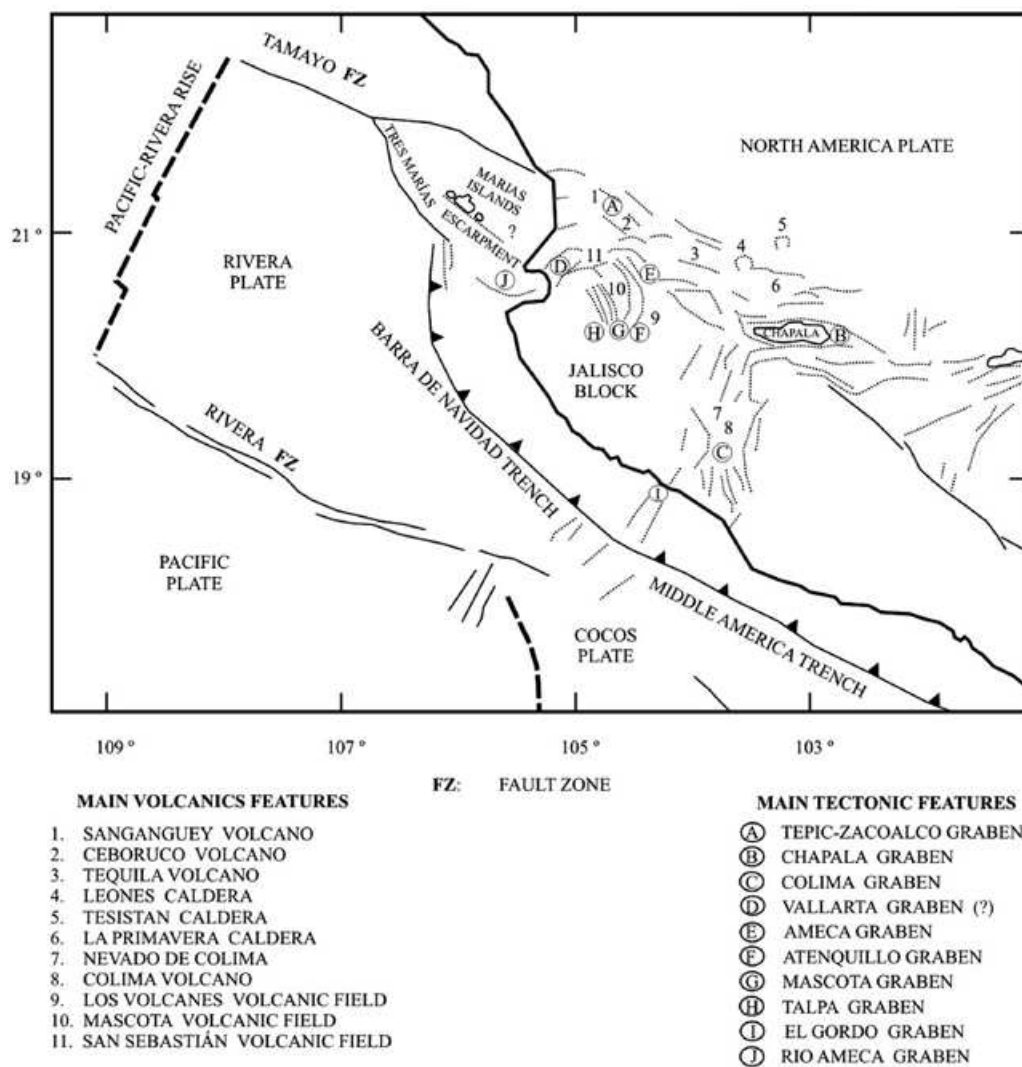 TAMAYO FZ
PACIFIC-RIVERA RISE
TRES MARÍAS
ESCARPMENT
MARIAS
ISLANDS
?
NORTH AMERICA PLATE
1
A
2
5
4
3
21 º
RIVERA
PLATE
J
D
11
E
6
10
9
H
G
F
CHAPALA
B
JALISCO
BLOCK
BARRA DE NAVIDAD TRENCH
7
8
C
RIVERA FZ
19 º
I
PACIFIC
PLATE
COCOS
PLATE
MIDDLE AMERICA TRENCH
109 º
107 º
105 º
103 º
FZ: FAULT ZONE
MAIN VOLCANICS FEATURES
1. SANGANGUEY VOLCANO
2. CEBORUCO VOLCANO
3. TEQUILA VOLCANO
4. LEONES CALDERA
5. TESISTAN CALDERA
6. LA PRIMAVERA CALDERA
7. NEVADO DE COLIMA
8. COLIMA VOLCANO
9. LOS VOLCANES VOLCANIC FIELD
10. MASCOTA VOLCANIC FIELD
11. SAN SEBASTIÁN VOLCANIC FIELD
MAIN TECTONIC FEATURES
A TEPIC-ZACOALCO GRABEN
B CHAPALA GRABEN
C COLIMA GRABEN
D VALLARTA GRABEN (?)
E AMECA GRABEN
F ATENQUILLO GRABEN
G MASCOTA GRABEN
H TALPA GRABEN
I EL GORDO GRABEN
J RIO AMECA GRABEN